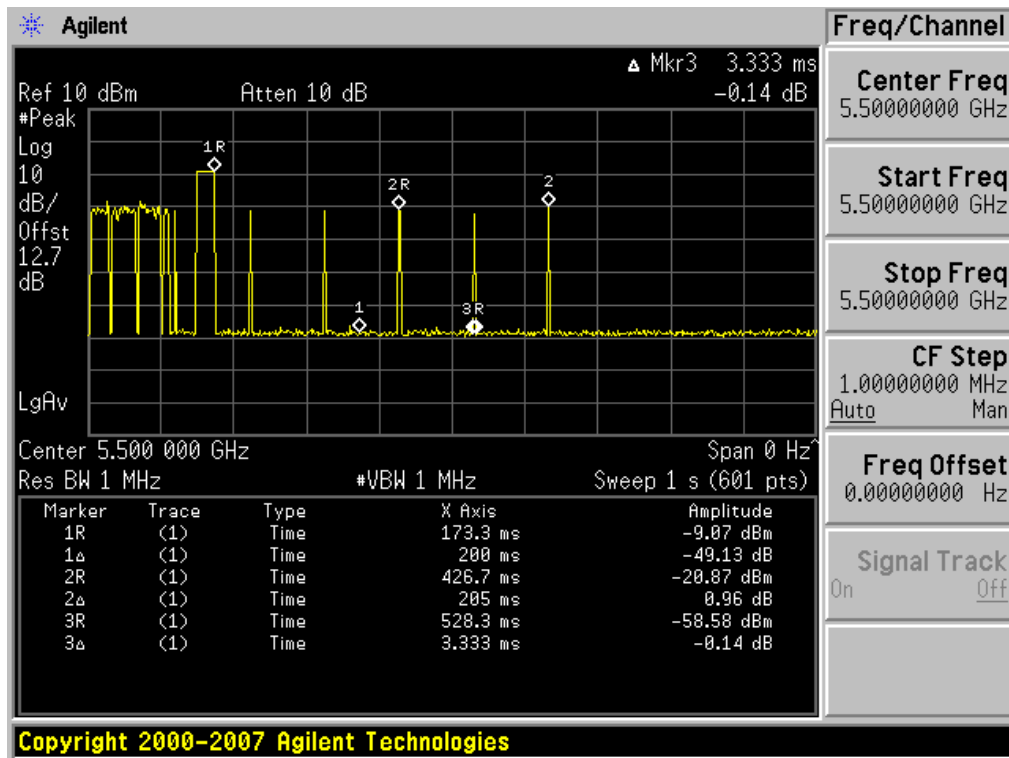 Agilent
Freq/Channel
▵ Mkr3 3.333 ms
Ref 10 dBm Atten 10 dB -0.14 dB
#Peak
Log
10
dB/
Offst
12.7
dB
1R
2R
2
1
3R
LgAv
Center 5.500 000 GHz Span 0 Hz^
Res BW 1 MHz #VBW 1 MHz Sweep 1 s (601 pts)
Marker Trace Type X Axis Amplitude
1R (1) Time 173.3 ms -9.07 dBm
1▵ (1) Time 200 ms -49.13 dB
2R (1) Time 426.7 ms -20.87 dBm
2▵ (1) Time 205 ms 0.96 dB
3R (1) Time 528.3 ms -58.58 dBm
3▵ (1) Time 3.333 ms -0.14 dB
Center Freq
5.50000000 GHz
Start Freq
5.50000000 GHz
Stop Freq
5.50000000 GHz
CF Step
1.00000000 MHz
Auto Man
Freq Offset
0.00000000 Hz
Signal Track
On Off
Copyright 2000-2007 Agilent Technologies